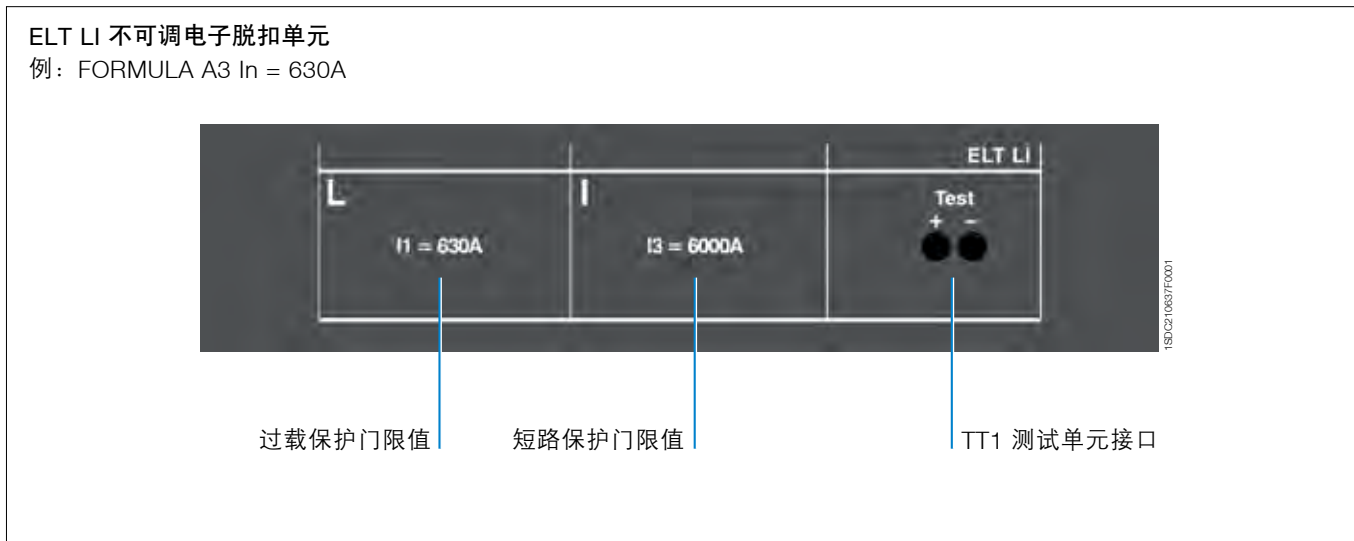 ELT LI 不可调电子脱扣单元
例：FORMULA A3 In = 630A
ELT LI
L
I
Test
+ −
I1 = 630A
I3 = 6000A
1SDC210637F0001
过载保护门限值
短路保护门限值
TT1 测试单元接口